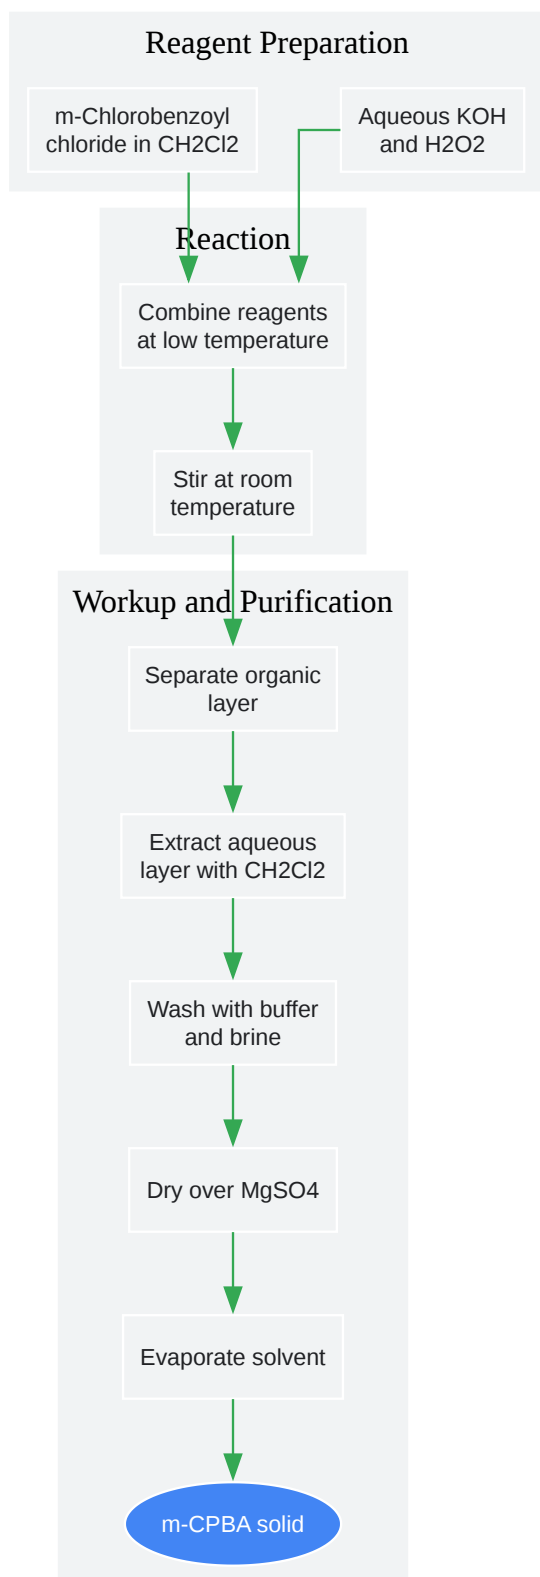 Reagent Preparation
m-Chlorobenzoyl
chloride in CH2Cl2
Aqueous KOH
and H2O2
Reaction
Combine reagents
at low temperature
Stir at room
temperature
Workup and Purification
Separate organic
layer
Extract aqueous
layer with CH2Cl2
Wash with buffer
and brine
Dry over MgSO4
Evaporate solvent
m-CPBA solid